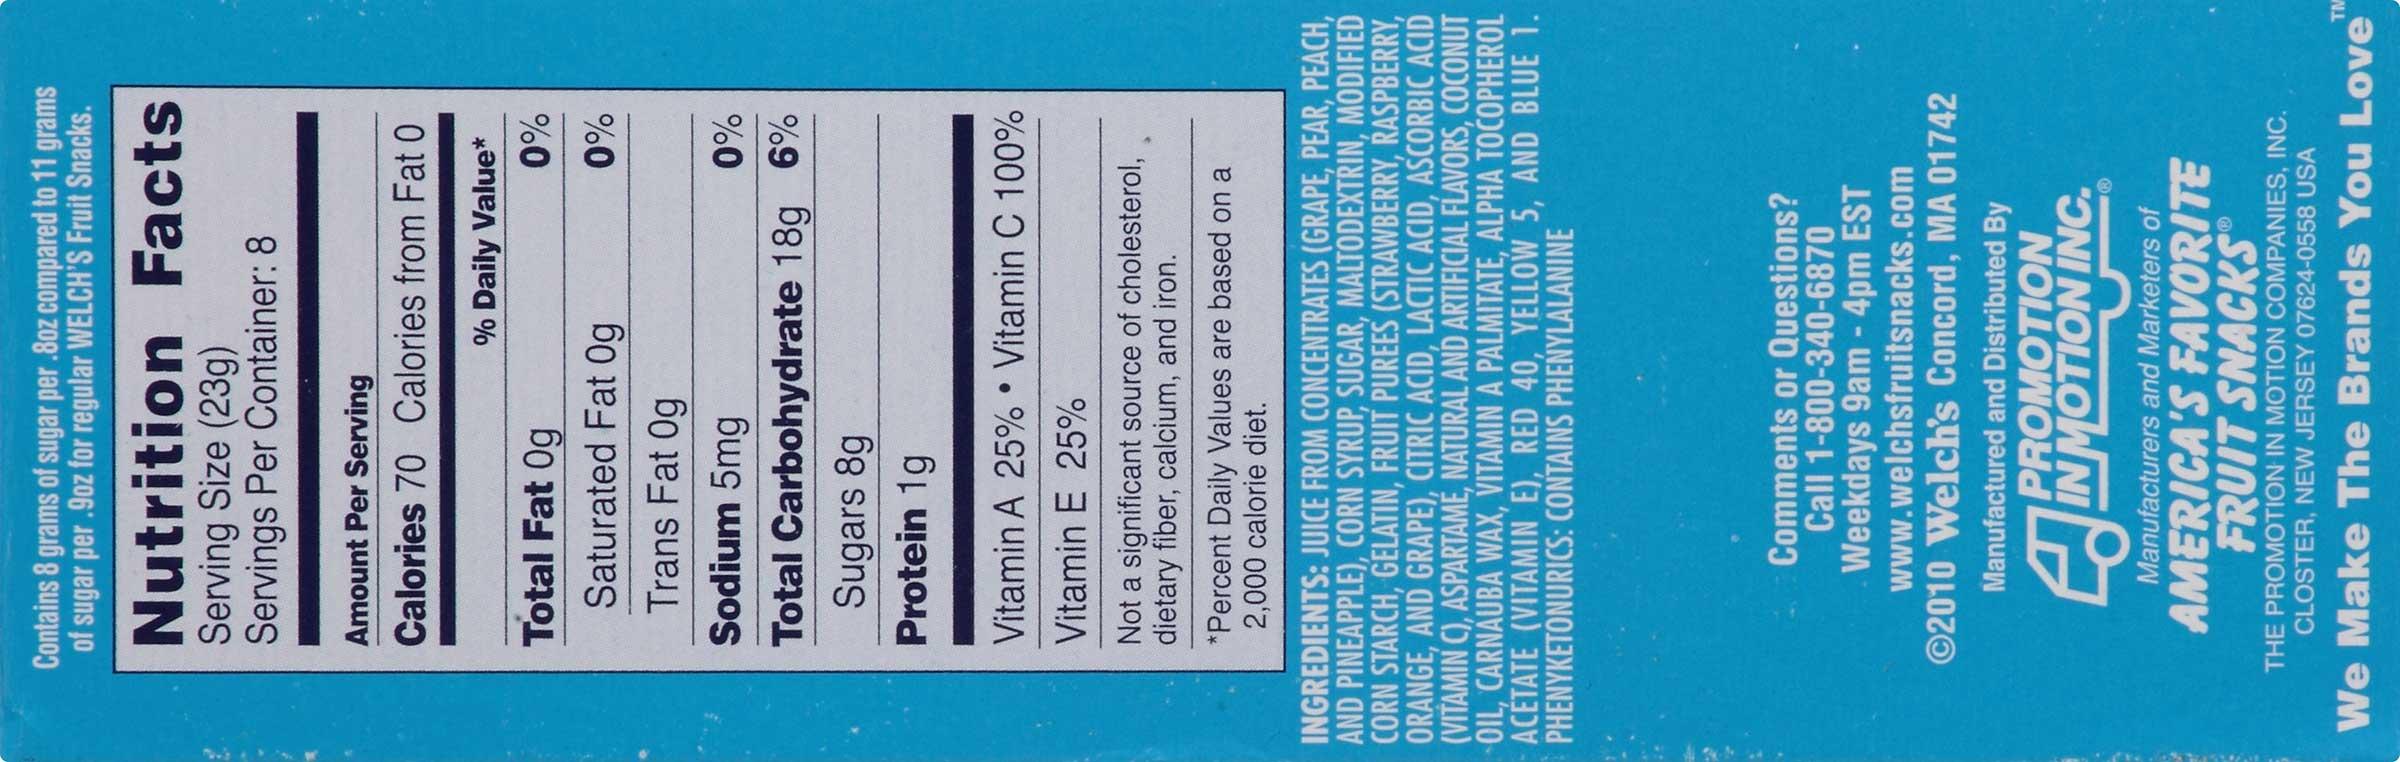 Contains 8 grams of sugar per .8oz compared to 11 grams
of sugar per .9oz for regular WELCH'S Fruit Snacks.
Nutrition Facts
Serving Size (23g)
Servings Per Container: 8
Amount Per Serving
Calories 70 Calories from Fat 0
% Daily Value*
Total Fat 0g 0%
Saturated Fat 0g 0%
Trans Fat 0g
Sodium 5mg 0%
Total Carbohydrate 18g 6%
Sugars 8g
Protein 1g
Vitamin A 25% • Vitamin C 100%
Vitamin E 25%
Not a significant source of cholesterol,
dietary fiber, calcium, and iron.
*Percent Daily Values are based on a
2,000 calorie diet.
INGREDIENTS: JUICE FROM CONCENTRATES (GRAPE, PEAR, PEACH,
AND PINEAPPLE), CORN SYRUP, SUGAR, MALTODEXTRIN, MODIFIED
CORN STARCH, GELATIN, FRUIT PUREES (STRAWBERRY, RASPBERRY,
ORANGE, AND GRAPE), CITRIC ACID, LACTIC ACID, ASCORBIC ACID
(VITAMIN C), ASPARTAME, NATURAL AND ARTIFICIAL FLAVORS, COCONUT
OIL, CARNAUBA WAX, VITAMIN A PALMITATE, ALPHA TOCOPHEROL
ACETATE (VITAMIN E), RED 40, YELLOW 5, AND BLUE 1.
PHENYKETONURICS: CONTAINS PHENYLALANINE
Comments or Questions?
Call 1-800-340-6870
Weekdays 9am - 4pm EST
www.welchsfruitsnacks.com
©2010 Welch's Concord, MA 01742
Manufactured and Distributed By
PROMOTION
IN MOTION INC.®
Manufacturers and Marketers of
AMERICA'S FAVORITE
FRUIT SNACKS®
THE PROMOTION IN MOTION COMPANIES, INC.
CLOSTER, NEW JERSEY 07624-0558 USA
We Make The Brands You Love™